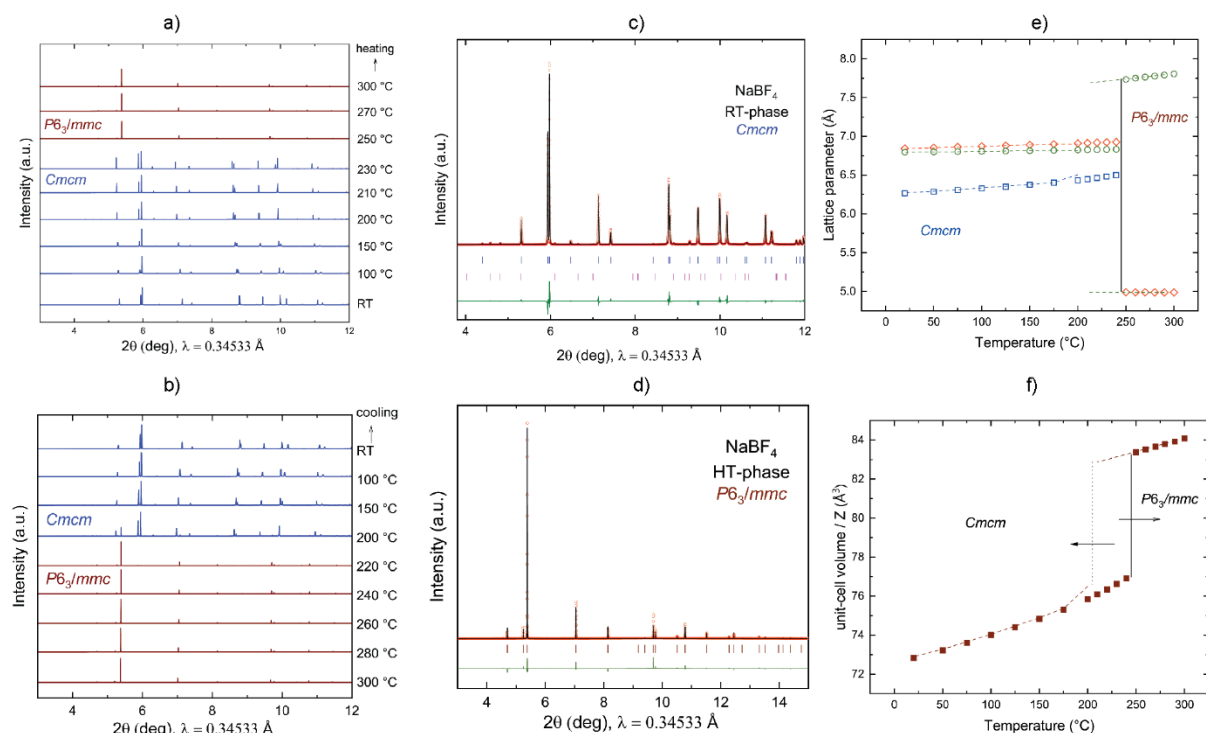 a)
heating
300 °C
270 °C
P6₃/mmc
250 °C
230 °C
Cmcm
210 °C
200 °C
150 °C
100 °C
RT
Intensity (a.u.)
2 4 6 8 10 12
2θ (deg), λ = 0.34533 Å
b)
cooling
RT
100 °C
150 °C
Cmcm
200 °C
220 °C
P6₃/mmc
240 °C
260 °C
280 °C
300 °C
Intensity (a.u.)
2 4 6 8 10 12
2θ (deg), λ = 0.34533 Å
c)
NaBF₄
RT-phase
Cmcm
Intensity (a.u.)
4 6 8 10 12
2θ (deg), λ = 0.34533 Å
d)
NaBF₄
HT-phase
P6₃/mmc
Intensity (a.u.)
4 6 8 10 12 14
2θ (deg), λ = 0.34533 Å
e)
8.0
7.5
7.0
6.5
6.0
5.5
5.0
Lattice parameter (Å)
P6₃/mmc
Cmcm
0 50 100 150 200 250 300
Temperature (°C)
f)
84
82
80
78
76
74
72
unit-cell volume / Z (Å³)
Cmcm
P6₃/mmc
0 50 100 150 200 250 300
Temperature (°C)